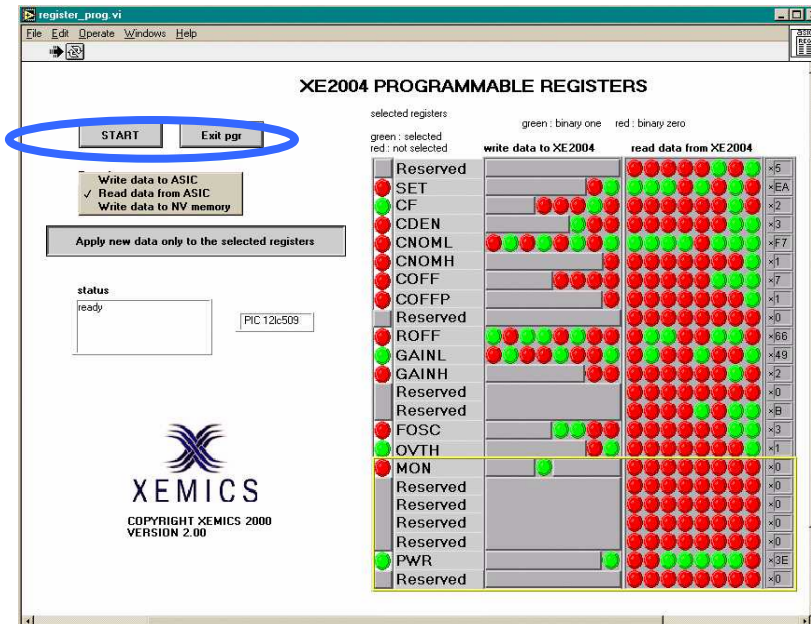 register_prog.vi
File Edit Operate Windows Help
XE2004 PROGRAMMABLE REGISTERS
selected registers
green : binary one red : binary zero
green : selected
red : not selected
write data to XE2004 read data from XE2004
START Exit pgr
Write data to ASIC
✓ Read data from ASIC
Write data to NV memory
Apply new data only to the selected registers
status
ready
PIC 12lc509
XEMICS
COPYRIGHT XEMICS 2000
VERSION 2.00
Reserved x5
SET xEA
CF x2
CDEN x3
CNOML xF7
CNOMH x1
COFF x7
COFFP x1
Reserved x0
ROFF x66
GAINL x49
GAINH x2
Reserved x0
Reserved xB
FOSC x3
OVTH x1
MON x0
Reserved x0
Reserved x0
Reserved x0
Reserved x0
PWR x3E
Reserved x0